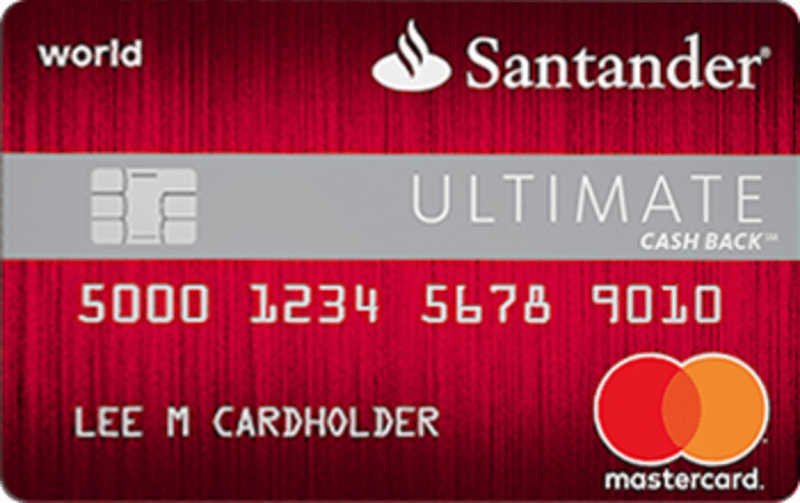 world
Santander®
ULTIMATE
CASH BACK℠
5000 1234 5678 9010
LEE M CARDHOLDER
mastercard.